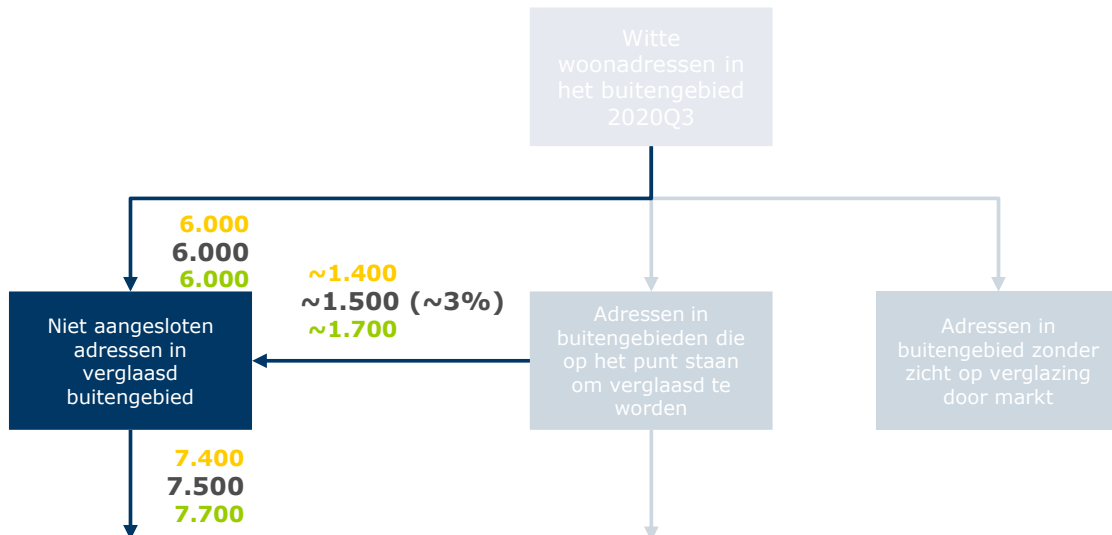 Witte
woonadressen in
het buitengebied
2020Q3
6.000
6.000
6.000
~1.400
~1.500 (~3%)
~1.700
Niet aangesloten
adressen in
verglaasd
buitengebied
Adressen in
buitengebieden die
op het punt staan
om verglaasd te
worden
Adressen in
buitengebied zonder
zicht op verglazing
door markt
7.400
7.500
7.700